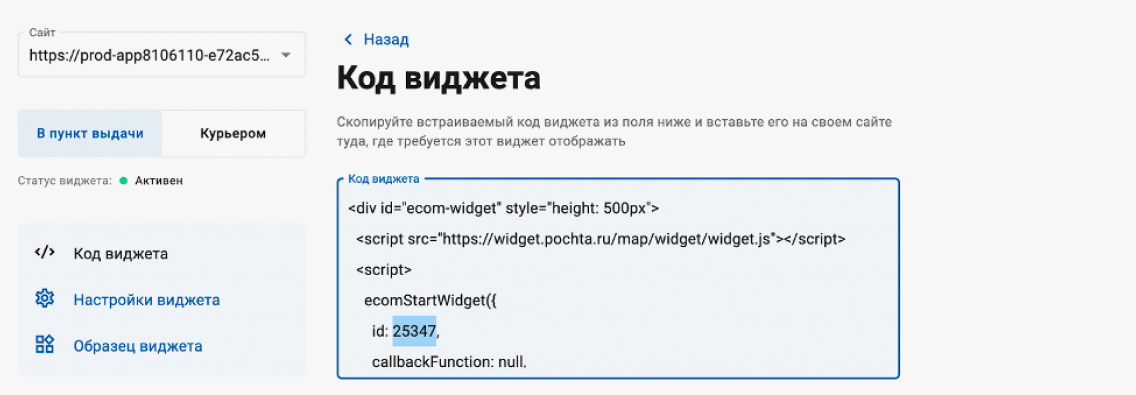 Сайт
https://prod-app8106110-e72ac5...
В пункт выдачи
Курьером
Статус виджета: Активен
</> Код виджета
Настройки виджета
Образец виджета
Назад
Код виджета
Скопируйте встраиваемый код виджета из поля ниже и вставьте его на своем сайте
туда, где требуется этот виджет отображать
Код виджета
<div id="ecom-widget" style="height: 500px">
<script src="https://widget.pochta.ru/map/widget/widget.js"></script>
<script>
ecomStartWidget({
id: 25347,
callbackFunction: null,